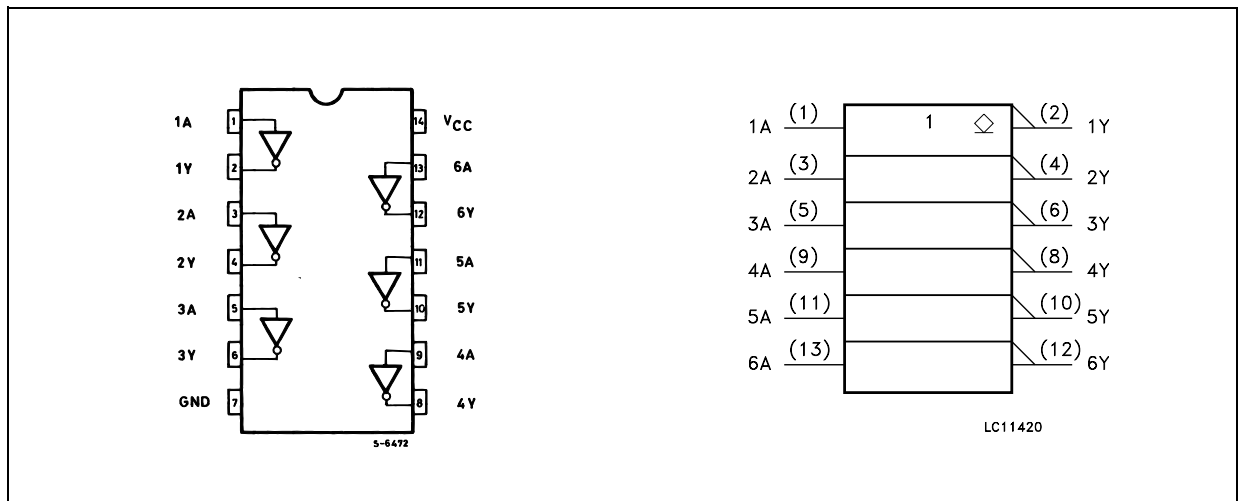 1A 1 14 VCC
1Y 2 13 6A
2A 3 12 6Y
2Y 4 11 5A
3A 5 10 5Y
3Y 6 9 4A
GND 7 8 4Y
S-6472
1A (1) 1 (2) 1Y
2A (3) (4) 2Y
3A (5) (6) 3Y
4A (9) (8) 4Y
5A (11) (10) 5Y
6A (13) (12) 6Y
LC11420